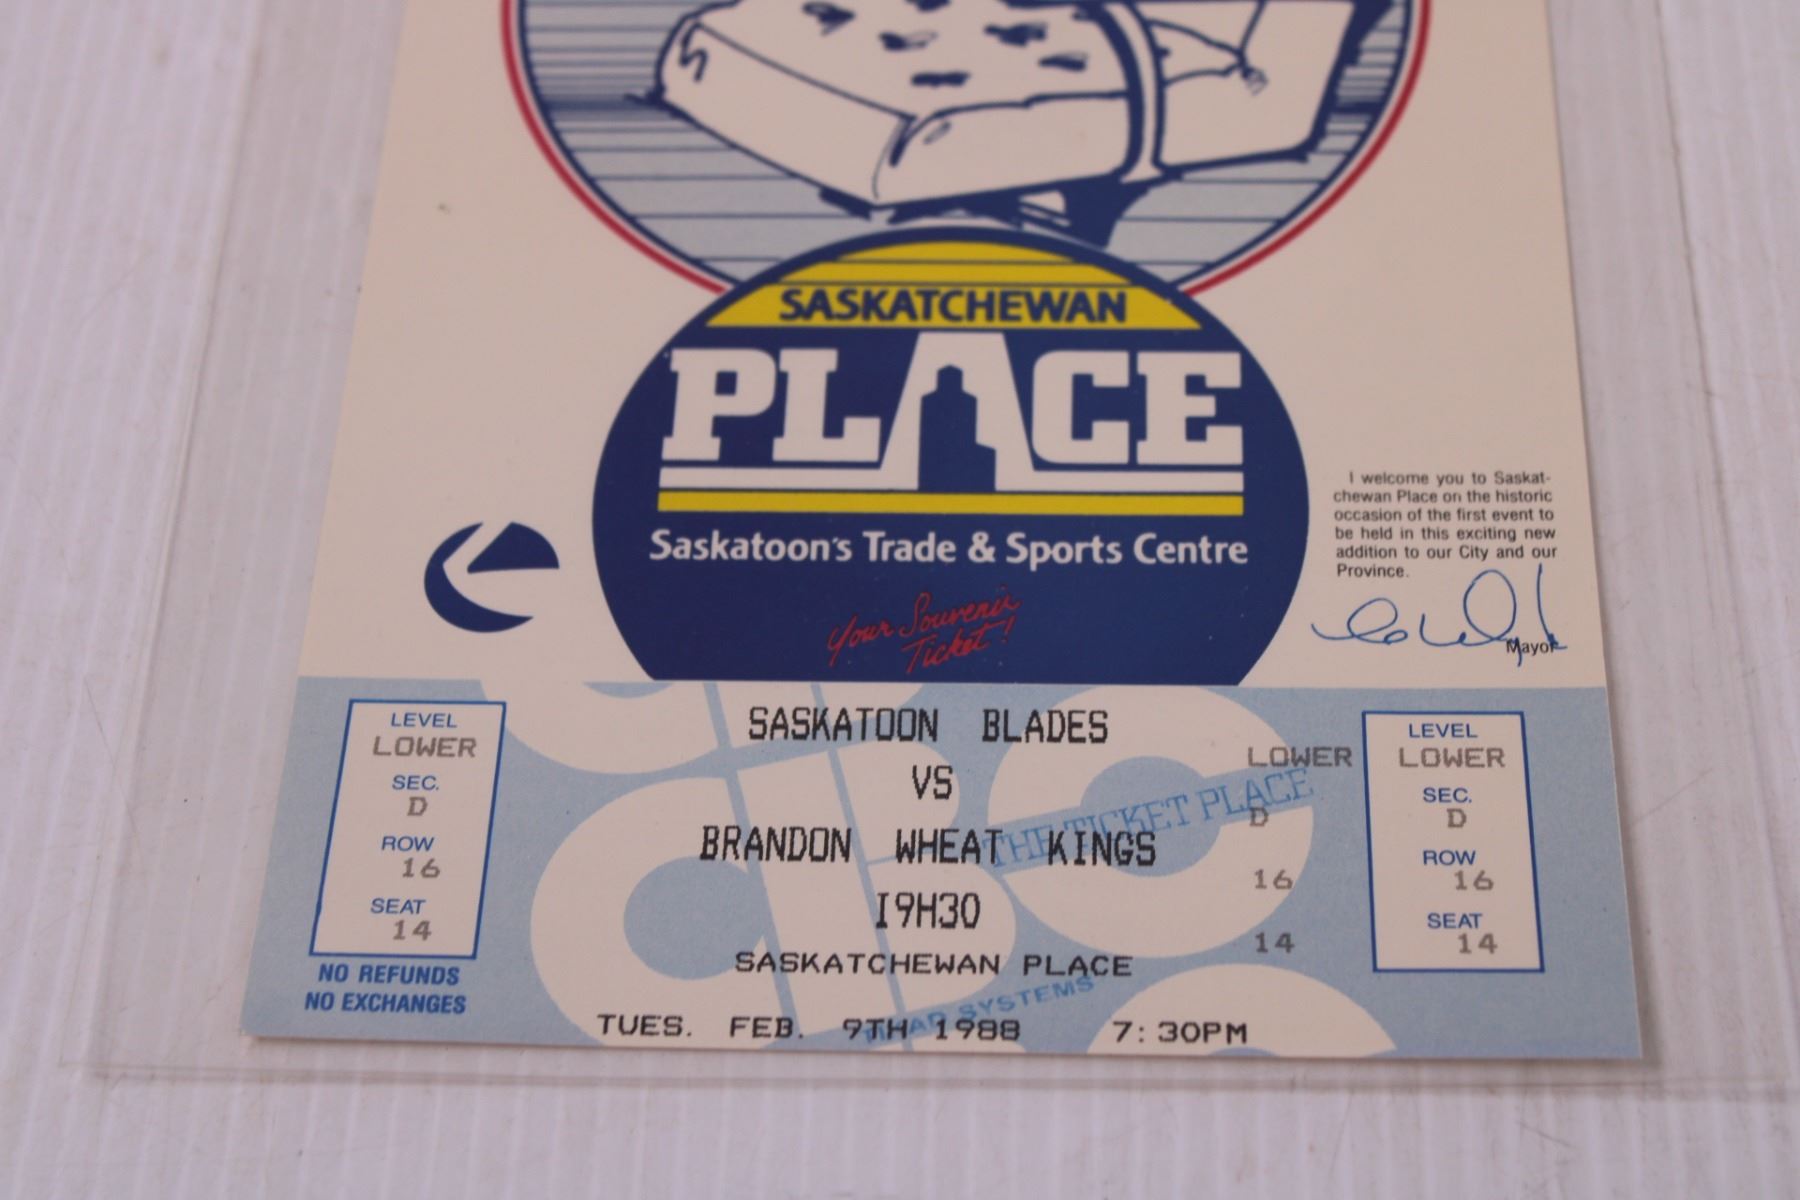 SASKATCHEWAN
PLACE
Saskatoon's Trade & Sports Centre
Your Souvenir
Ticket!
I welcome you to Saskat-
chewan Place on the historic
occasion of the first event to
be held in this exciting new
addition to our City and our
Province.
Mayor
LEVEL
LOWER
SEC.
D
ROW
16
SEAT
14
NO REFUNDS
NO EXCHANGES
SASKATOON BLADES
VS
BRANDON WHEAT KINGS
19H30
SASKATCHEWAN PLACE
TUES. FEB. 9TH 1988 7:30PM
THE TICKET PLACE
SYSTEMS
LOWER
D
16
14
LEVEL
LOWER
SEC.
D
ROW
16
SEAT
14